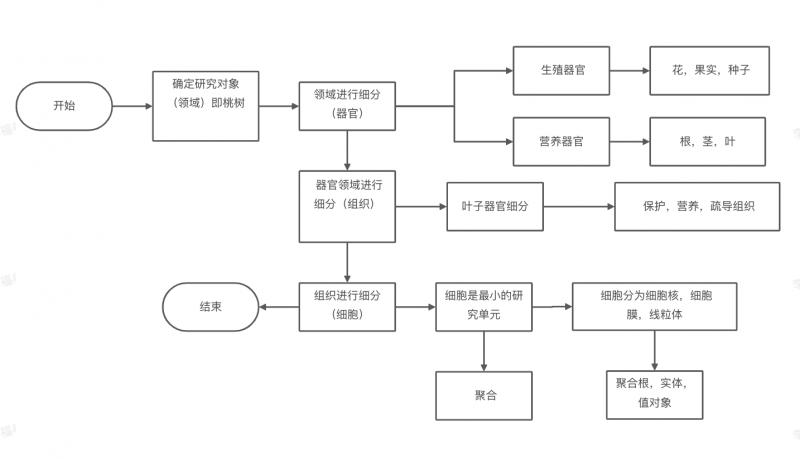 开始
确定研究对象
（领域）即桃树
领域进行细分
（器官）
生殖器官
花，果实，种子
营养器官
根，茎，叶
器官领域进行
细分（组织）
叶子器官细分
保护，营养，疏导组织
结束
组织进行细分
（细胞）
细胞是最小的研
究单元
细胞分为细胞核，细胞
膜，线粒体
聚合
聚合根，实体，
值对象